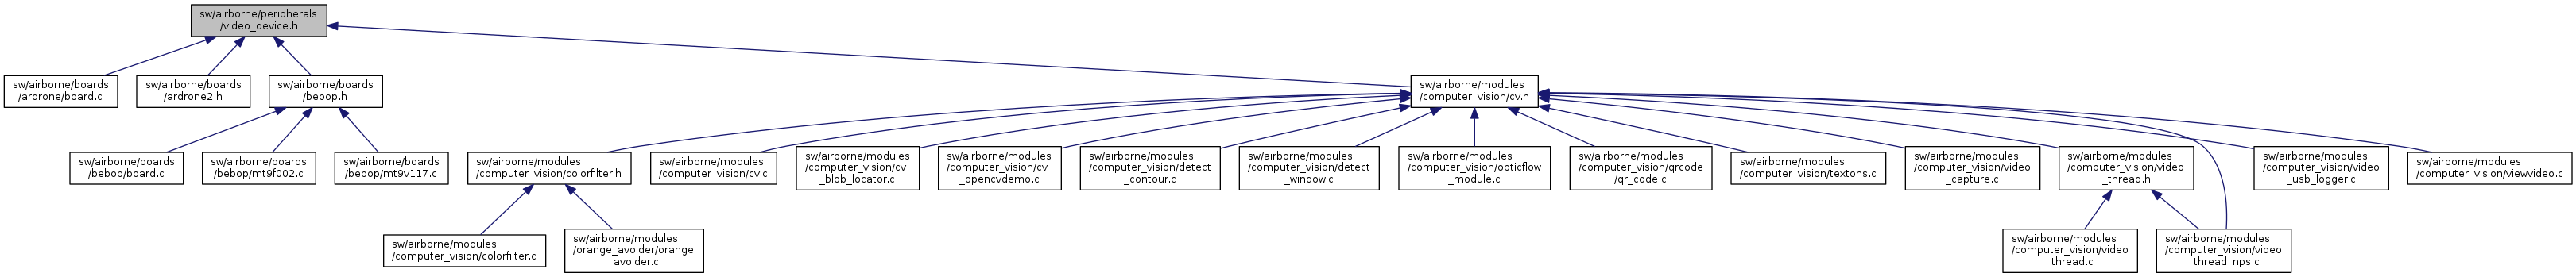 sw/airborne/peripherals
/video_device.h
sw/airborne/boards
/ardrone/board.c
sw/airborne/boards
/ardrone2.h
sw/airborne/boards
/bebop.h
sw/airborne/modules
/computer_vision/cv.h
sw/airborne/boards
/bebop/board.c
sw/airborne/boards
/bebop/mt9f002.c
sw/airborne/boards
/bebop/mt9v117.c
sw/airborne/modules
/computer_vision/colorfilter.h
sw/airborne/modules
/computer_vision/cv.c
sw/airborne/modules
/computer_vision/cv
_blob_locator.c
sw/airborne/modules
/computer_vision/cv
_opencvdemo.c
sw/airborne/modules
/computer_vision/detect
_contour.c
sw/airborne/modules
/computer_vision/detect
_window.c
sw/airborne/modules
/computer_vision/opticflow
_module.c
sw/airborne/modules
/computer_vision/qrcode
/qr_code.c
sw/airborne/modules
/computer_vision/textons.c
sw/airborne/modules
/computer_vision/video
_capture.c
sw/airborne/modules
/computer_vision/video
_thread.h
sw/airborne/modules
/computer_vision/video
_usb_logger.c
sw/airborne/modules
/computer_vision/viewvideo.c
sw/airborne/modules
/computer_vision/colorfilter.c
sw/airborne/modules
/orange_avoider/orange
_avoider.c
sw/airborne/modules
/computer_vision/video
_thread.c
sw/airborne/modules
/computer_vision/video
_thread_nps.c